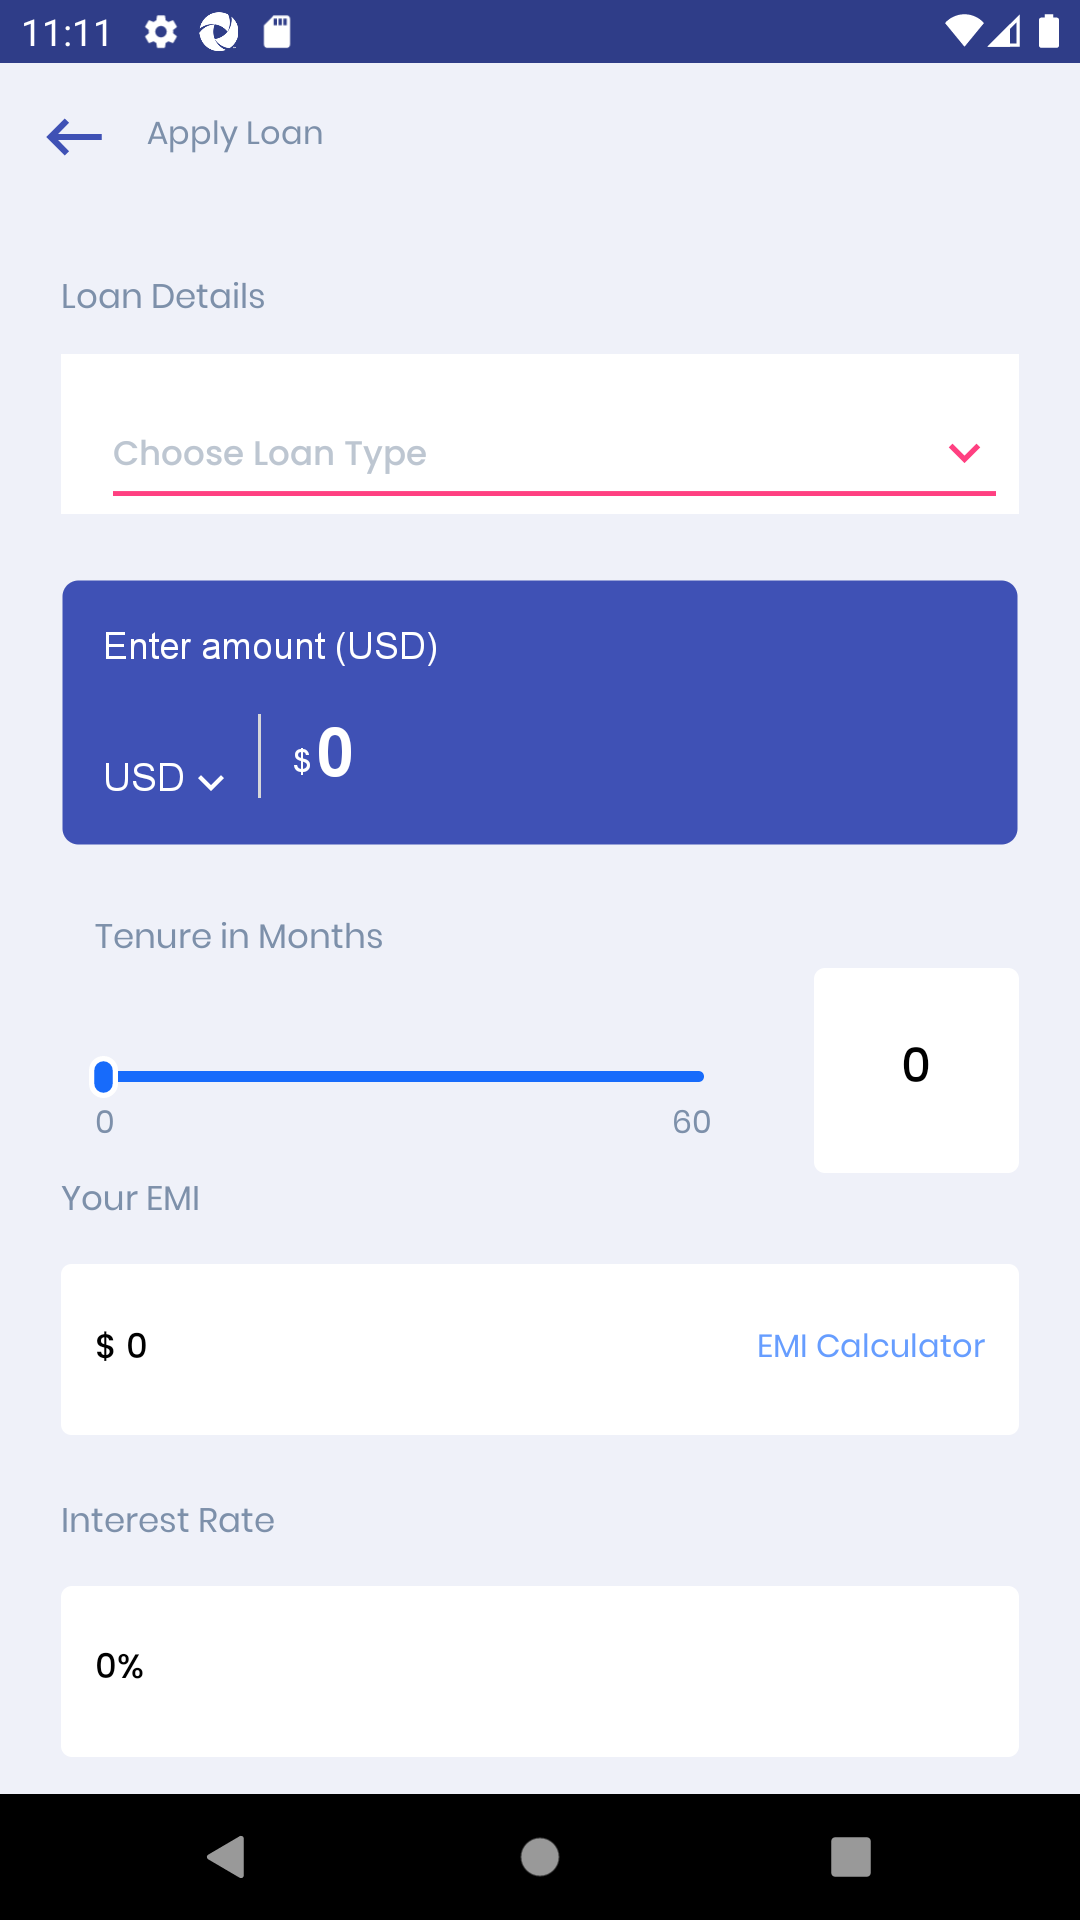 11:11
Apply Loan
Loan Details
Choose Loan Type
Enter amount (USD)
USD $0
Tenure in Months
0
0 60
Your EMI
$ 0 EMI Calculator
Interest Rate
0%